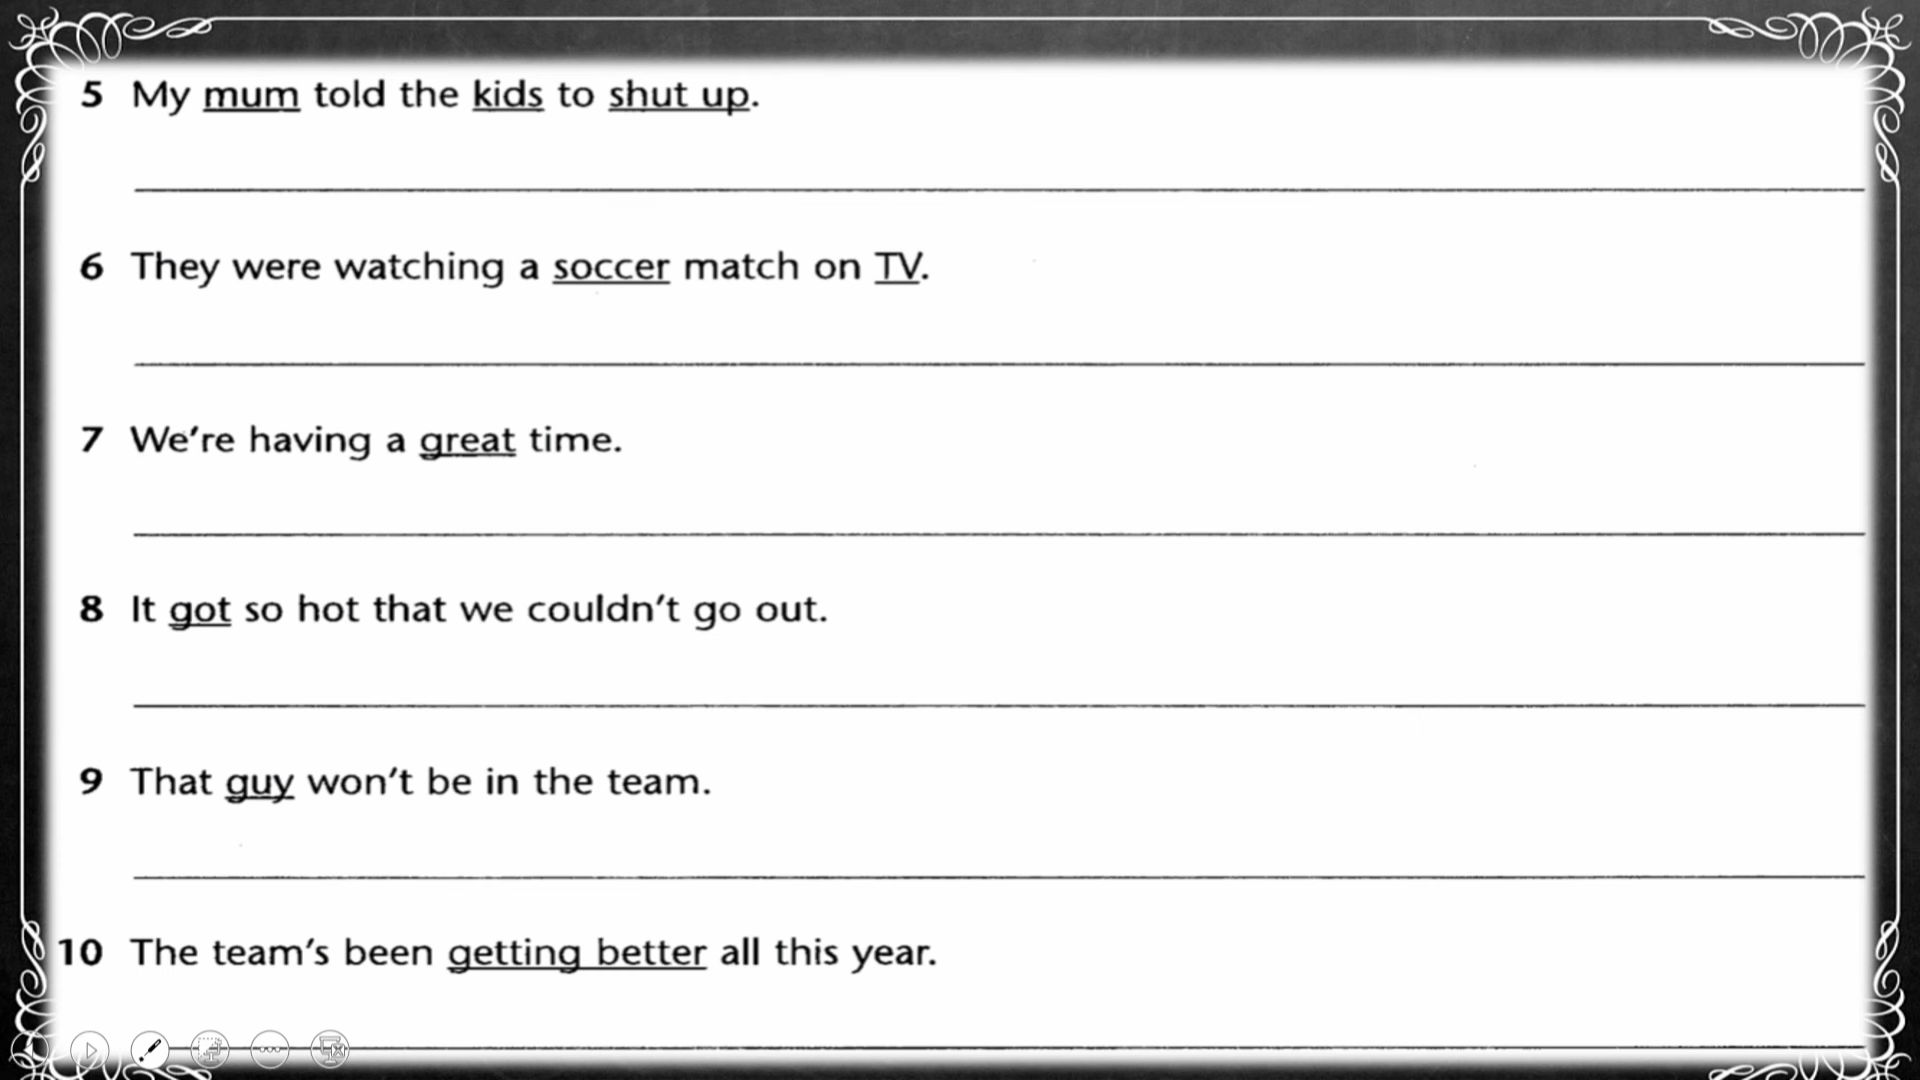 5 My mum told the kids to shut up.
6 They were watching a soccer match on TV.
7 We're having a great time.
8 It got so hot that we couldn't go out.
9 That guy won't be in the team.
10 The team's been getting better all this year.